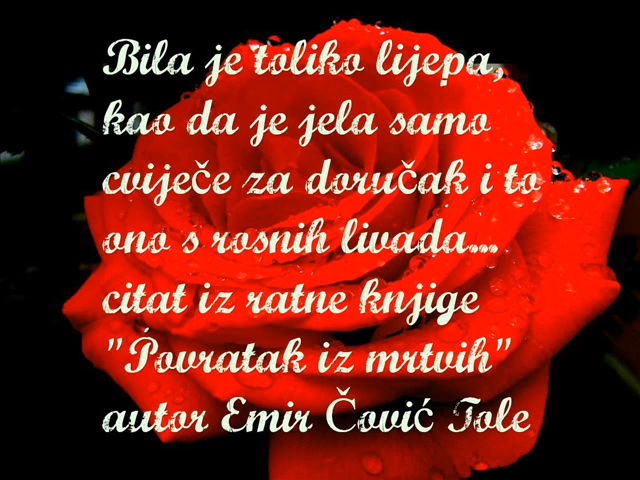 Bila je toliko lijepa,
kao da je jela samo
cviječe za doručak i to
ono s rosnih livada...
citat iz ratne knjige
"Povratak iz mrtvih"
autor Emir Čović Tole